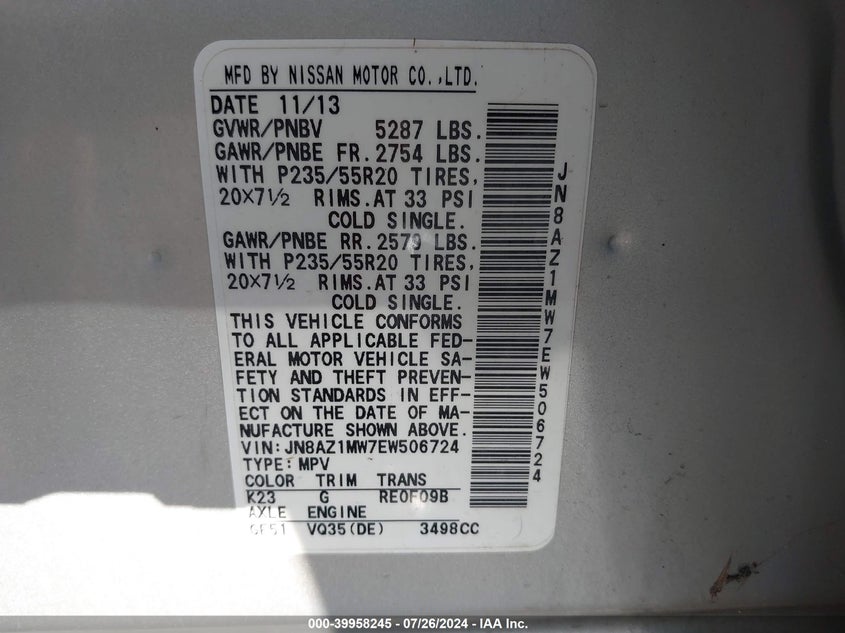 MFD BY NISSAN MOTOR CO.,LTD.
DATE 11/13
GVWR/PNBV 5287 LBS.
GAWR/PNBE FR. 2754 LBS.
WITH P235/55R20 TIRES,
20×7½ RIMS.AT 33 PSI
COLD SINGLE.
GAWR/PNBE RR. 2579 LBS.
WITH P235/55R20 TIRES,
20×7½ RIMS.AT 33 PSI
COLD SINGLE.
THIS VEHICLE CONFORMS
TO ALL APPLICABLE FED-
ERAL MOTOR VEHICLE SA-
FETY AND THEFT PREVEN-
TION STANDARDS IN EFF-
ECT ON THE DATE OF MA-
NUFACTURE SHOWN ABOVE.
VIN:JN8AZ1MW7EW506724
TYPE:MPV
COLOR TRIM TRANS
K23 G RE0F09B
AXLE ENGINE
GF51 VQ35(DE) 3498CC
JN8AZ1MW7EW506724
000-39958245 - 07/26/2024 - IAA Inc.